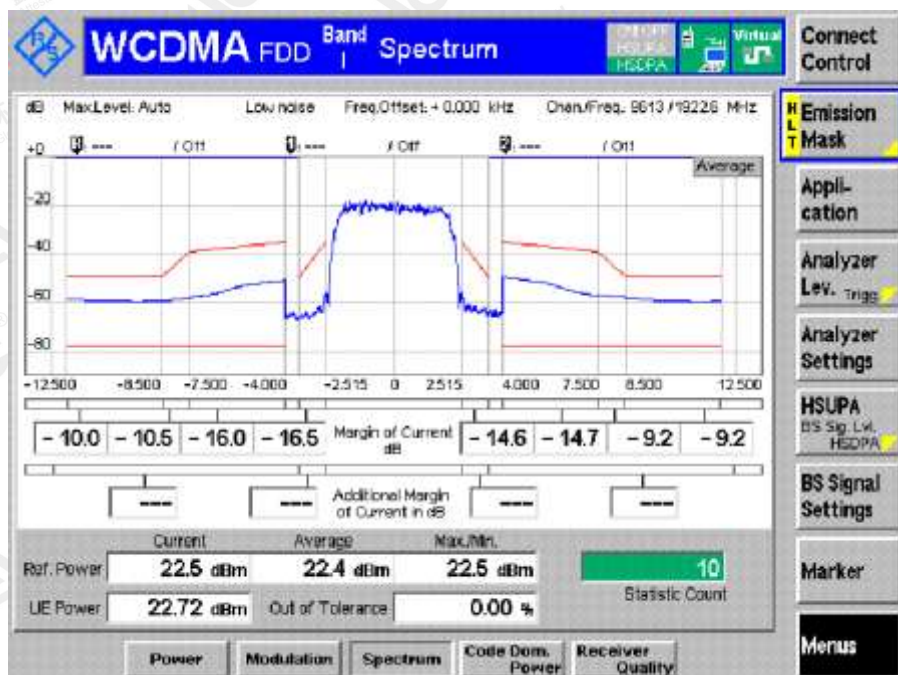 R S
WCDMA FDD Band I Spectrum
HSUPA
HSDPA
Virtual
Connect Control
dB Max.Level: Auto Low noise Freq.Offset: + 0.000 kHz Chan./Freq.: 9613 / 1922.6 MHz
HLT Emission Mask
+0 --- / Off 1: --- / Off 2: --- / Off
Average
-20
-40
-60
-80
-12.500 -8.500 -7.500 -4.000 -2.515 0 2.515 4.000 7.500 8.500 12.500
Appli-
cation
Analyzer
Lev. Trigg.
Analyzer
Settings
HSUPA
BS Sig. Lvl.
HSDPA
BS Signal
Settings
Marker
Menus
- 10.0 - 10.5 - 16.0 - 16.5 Margin of Current dB - 14.6 - 14.7 - 9.2 - 9.2
--- --- Additional Margin of Current in dB --- ---
Current Average Max./Min.
Ref. Power 22.5 dBm 22.4 dBm 22.5 dBm 10
Statistic Count
UE Power 22.72 dBm Out of Tolerance 0.00 %
Power Modulation Spectrum Code Dom. Power Receiver Quality